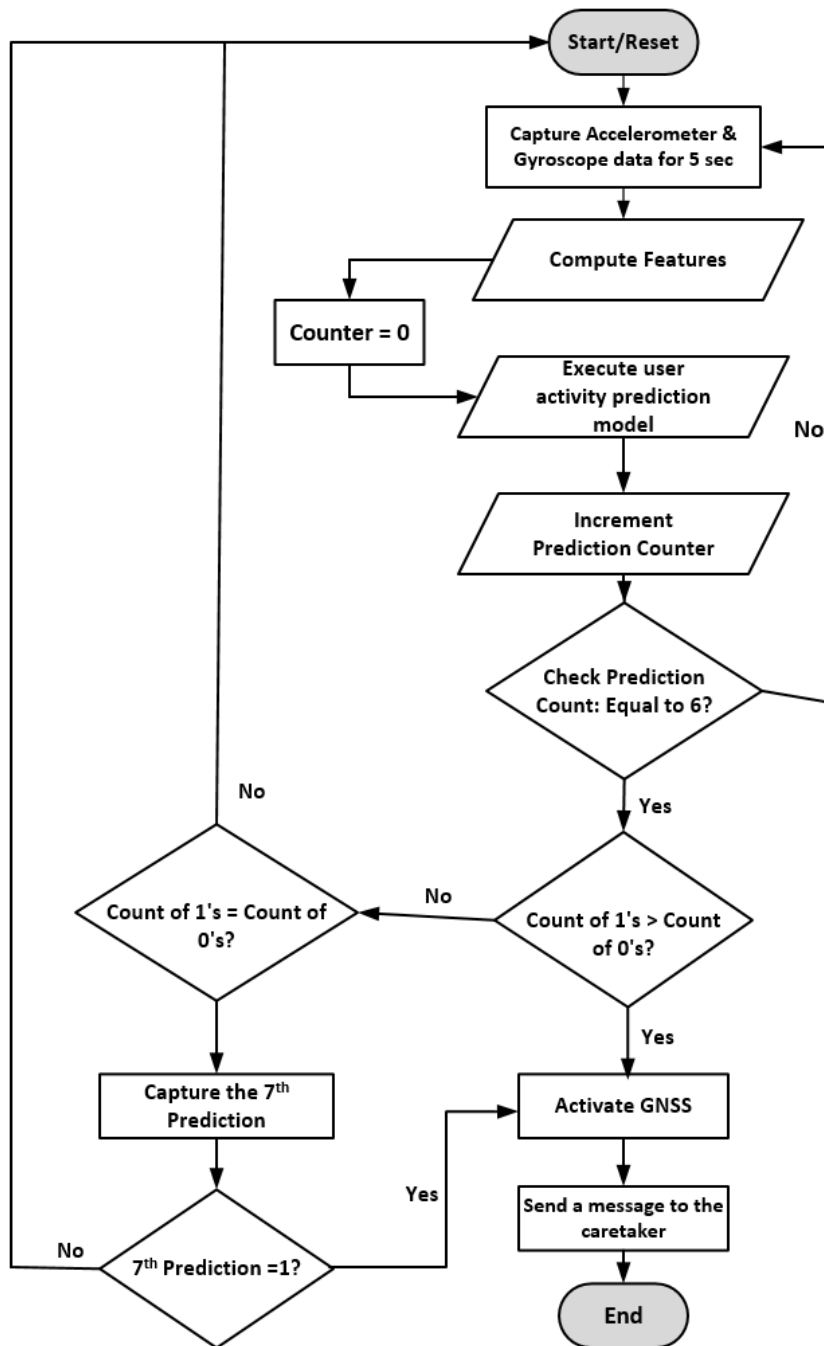 Start/Reset
Capture Accelerometer &
Gyroscope data for 5 sec
Compute Features
Counter = 0
Execute user
activity prediction
model
No
Increment
Prediction Counter
Check Prediction
Count: Equal to 6?
Yes
No
No
Count of 1's = Count of
0's?
Count of 1's > Count
of 0's?
Yes
Capture the 7th
Prediction
Activate GNSS
Yes
Send a message to the
caretaker
No
7th Prediction =1?
End